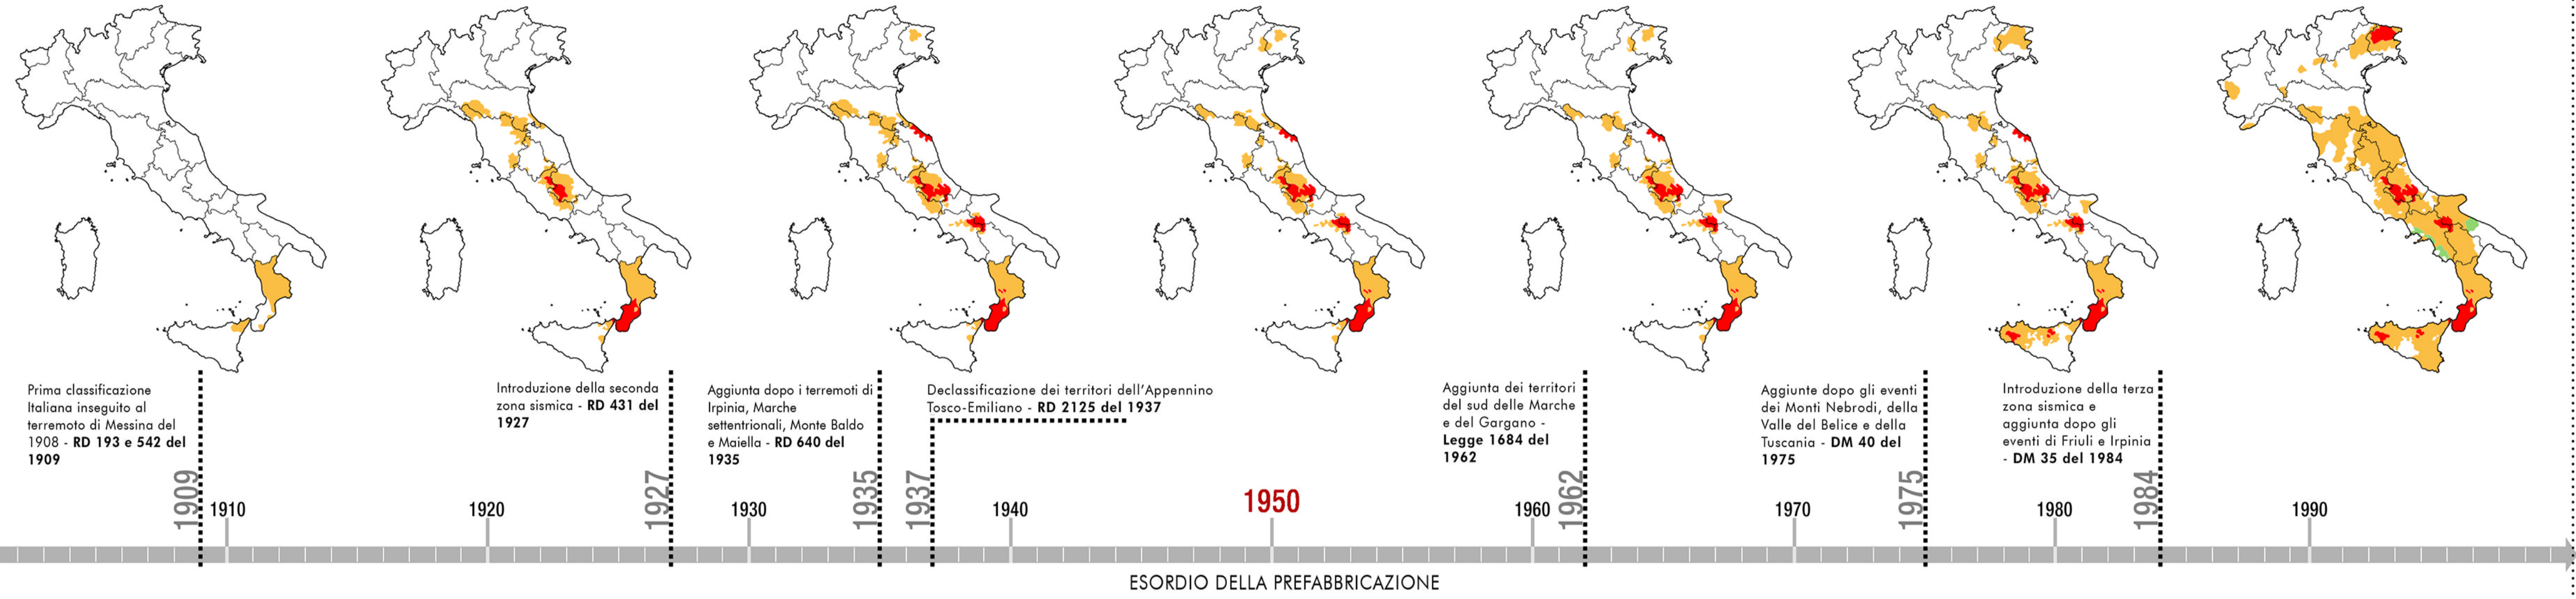 Prima classificazione
Italiana inseguito al
terremoto di Messina del
1908 - RD 193 e 542 del
1909
Introduzione della seconda
zona sismica - RD 431 del
1927
Aggiunta dopo i terremoti di
Irpinia, Marche
settentrionali, Monte Baldo
e Maiella - RD 640 del
1935
Declassificazione dei territori dell'Appennino
Tosco-Emiliano - RD 2125 del 1937
Aggiunta dei territori
del sud delle Marche
e del Gargano -
Legge 1684 del
1962
Aggiunte dopo gli eventi
dei Monti Nebrodi, della
Valle del Belice e della
Tuscania - DM 40 del
1975
Introduzione della terza
zona sismica e
aggiunta dopo gli
eventi di Friuli e Irpinia
- DM 35 del 1984
1909
1910
1920
1927
1930
1935
1937
1940
1950
1960
1962
1970
1975
1980
1984
1990
ESORDIO DELLA PREFABBRICAZIONE